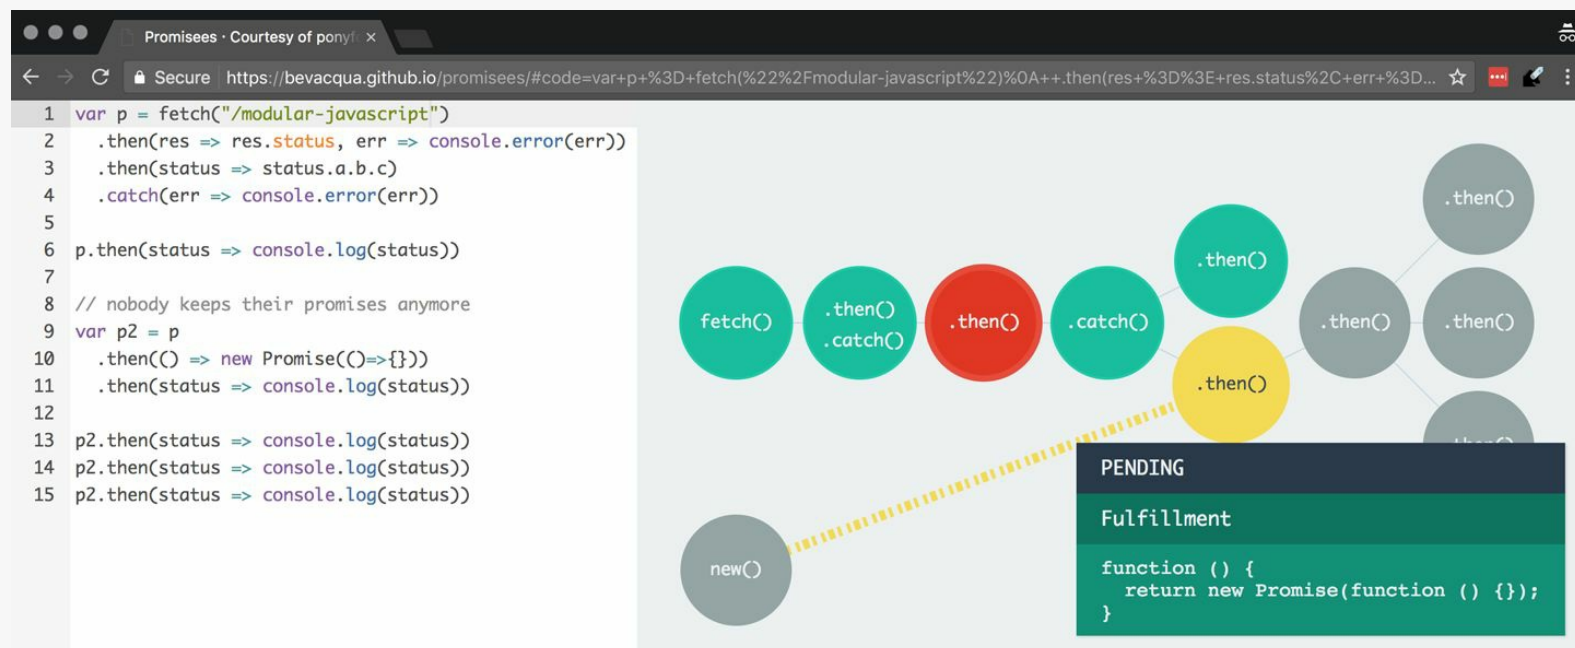 Promisees · Courtesy of ponyf
Secure https://bevacqua.github.io/promisees/#code=var+p+%3D+fetch(%22%2Fmodular-javascript%22)%0A++.then(res+%3D%3E+res.status%2C+err+%3D...
1 var p = fetch("/modular-javascript")
2 .then(res => res.status, err => console.error(err))
3 .then(status => status.a.b.c)
4 .catch(err => console.error(err))
5
6 p.then(status => console.log(status))
7
8 // nobody keeps their promises anymore
9 var p2 = p
10 .then(() => new Promise(()=>{}))
11 .then(status => console.log(status))
12
13 p2.then(status => console.log(status))
14 p2.then(status => console.log(status))
15 p2.then(status => console.log(status))
fetch()
.then()
.catch()
.then()
.catch()
.then()
.then()
.then()
.then()
.then()
.then()
new()
PENDING
Fulfillment
function () {
return new Promise(function () {});
}